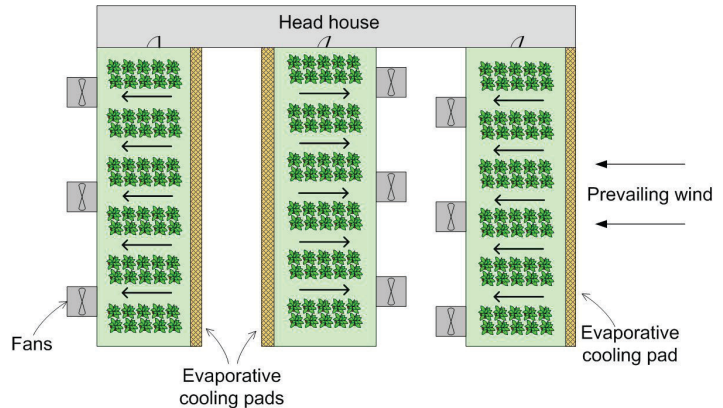 Head house
Prevailing wind
Fans
Evaporative
cooling pads
Evaporative
cooling pad